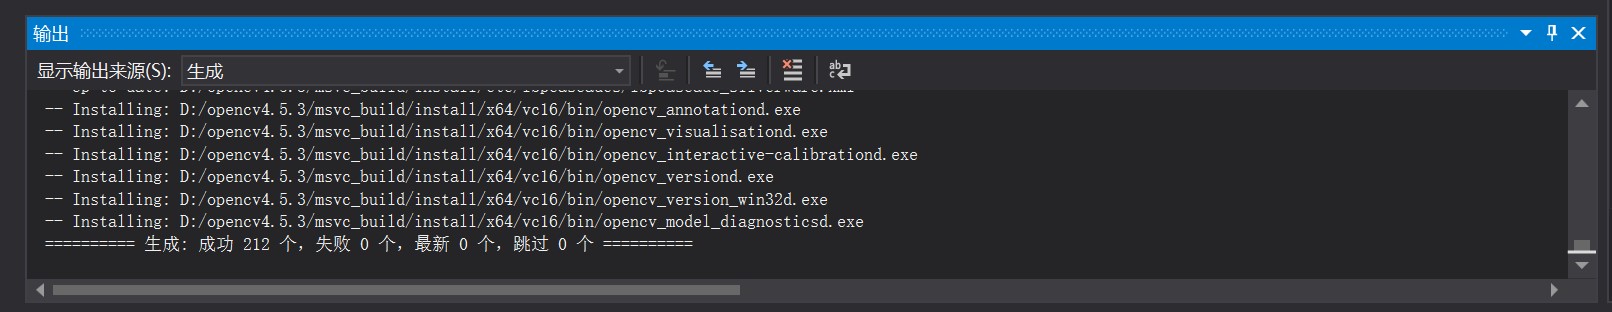 输出
显示输出来源(S): 生成
-- Installing: D:/opencv4.5.3/msvc_build/install/x64/vc16/bin/opencv_annotationd.exe
-- Installing: D:/opencv4.5.3/msvc_build/install/x64/vc16/bin/opencv_visualisationd.exe
-- Installing: D:/opencv4.5.3/msvc_build/install/x64/vc16/bin/opencv_interactive-calibrationd.exe
-- Installing: D:/opencv4.5.3/msvc_build/install/x64/vc16/bin/opencv_versiond.exe
-- Installing: D:/opencv4.5.3/msvc_build/install/x64/vc16/bin/opencv_version_win32d.exe
-- Installing: D:/opencv4.5.3/msvc_build/install/x64/vc16/bin/opencv_model_diagnosticsd.exe
========== 生成: 成功 212 个，失败 0 个，最新 0 个，跳过 0 个 ==========